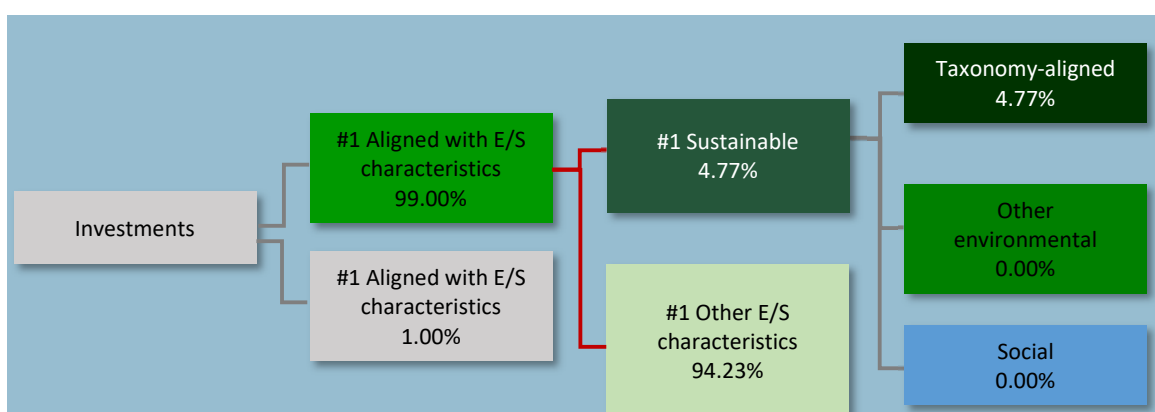 Investments
#1 Aligned with E/S
characteristics
99.00%
#1 Aligned with E/S
characteristics
1.00%
#1 Sustainable
4.77%
#1 Other E/S
characteristics
94.23%
Taxonomy-aligned
4.77%
Other
environmental
0.00%
Social
0.00%